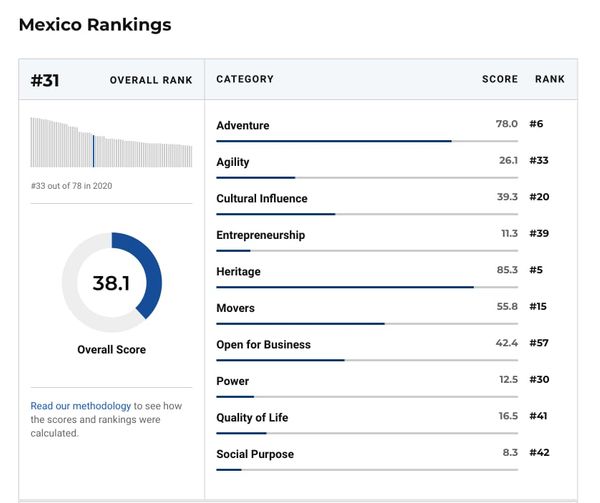 Mexico Rankings
#31 OVERALL RANK
#33 out of 78 in 2020
38.1
Overall Score
Read our methodology to see how
the scores and rankings were
calculated.
CATEGORY SCORE RANK
Adventure 78.0 #6
Agility 26.1 #33
Cultural Influence 39.3 #20
Entrepreneurship 11.3 #39
Heritage 85.3 #5
Movers 55.8 #15
Open for Business 42.4 #57
Power 12.5 #30
Quality of Life 16.5 #41
Social Purpose 8.3 #42